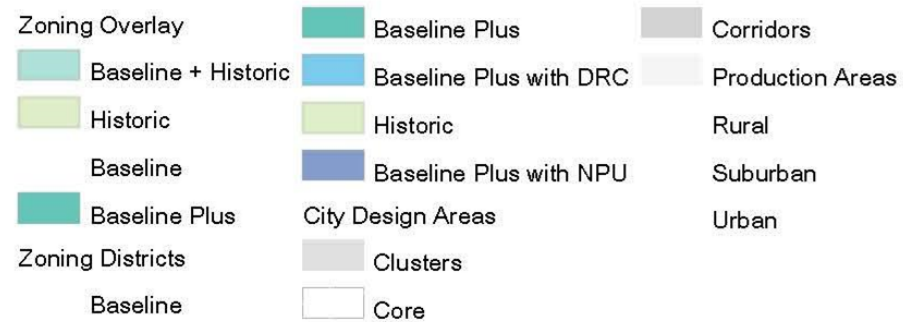 Zoning Overlay
Baseline + Historic
Historic
Baseline
Baseline Plus
Zoning Districts
Baseline
Baseline Plus
Baseline Plus with DRC
Historic
Baseline Plus with NPU
City Design Areas
Clusters
Core
Corridors
Production Areas
Rural
Suburban
Urban